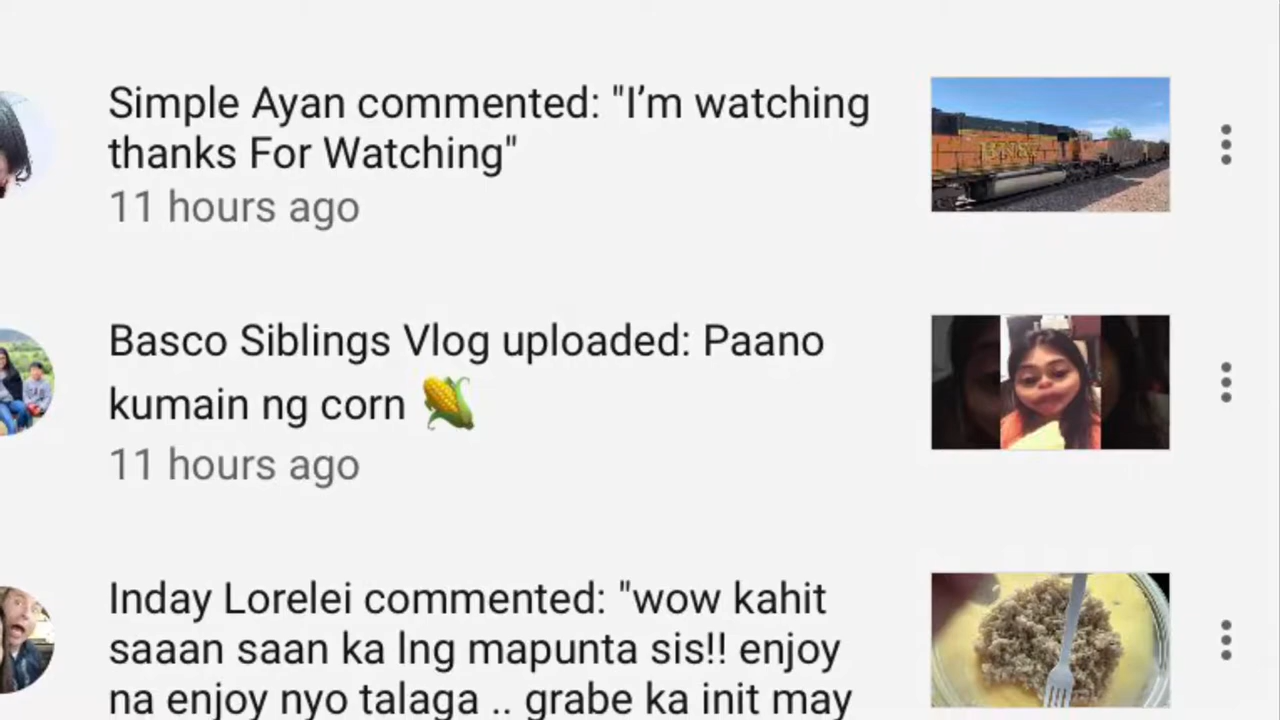 Simple Ayan commented: "I’m watching
thanks For Watching"
11 hours ago
BNSF
Basco Siblings Vlog uploaded: Paano
kumain ng corn 🌽
11 hours ago
Inday Lorelei commented: "wow kahit
saaan saan ka lng mapunta sis!! enjoy
na enjoy nyo talaga .. grabe ka init may